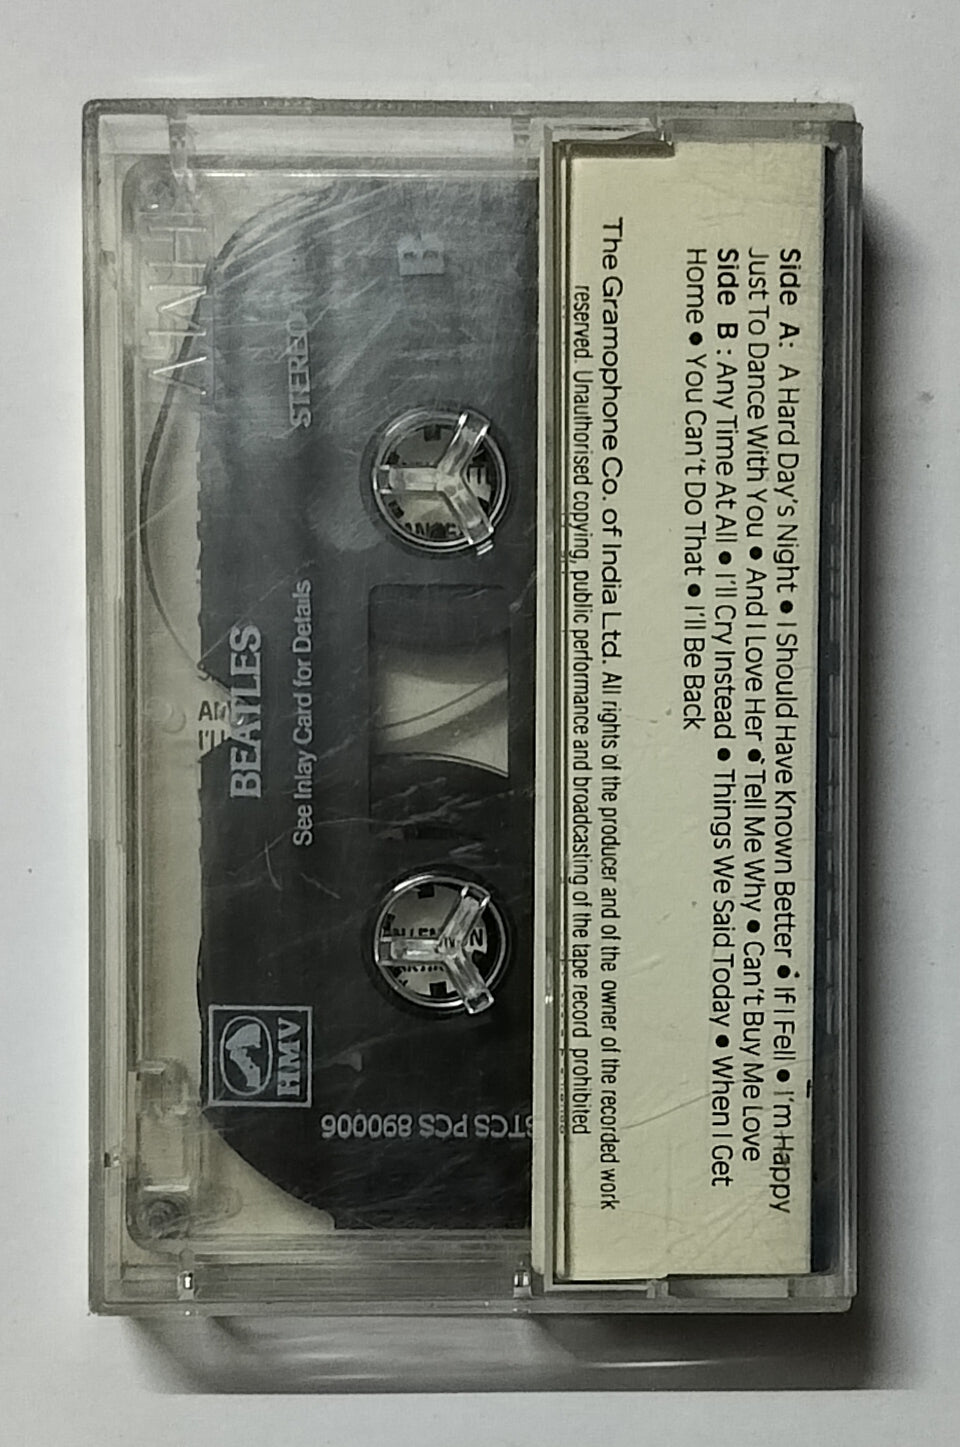 Side A: A Hard Day's Night • I Should Have Known Better • If I Fell • I'm Happy
Just To Dance With You • And I Love Her • Tell Me Why • Can't Buy Me Love
Side B : Any Time At All • I'll Cry Instead • Things We Said Today • When I Get
Home • You Can't Do That • I'll Be Back
The Gramophone Co. of India Ltd. All rights of the producer and of the owner of the recorded work
reserved. Unauthorised copying, public performance and broadcasting of the tape record prohibited
B
STEREO
BEATLES
See Inlay Card for Details
HMV
STCS PCS 890006